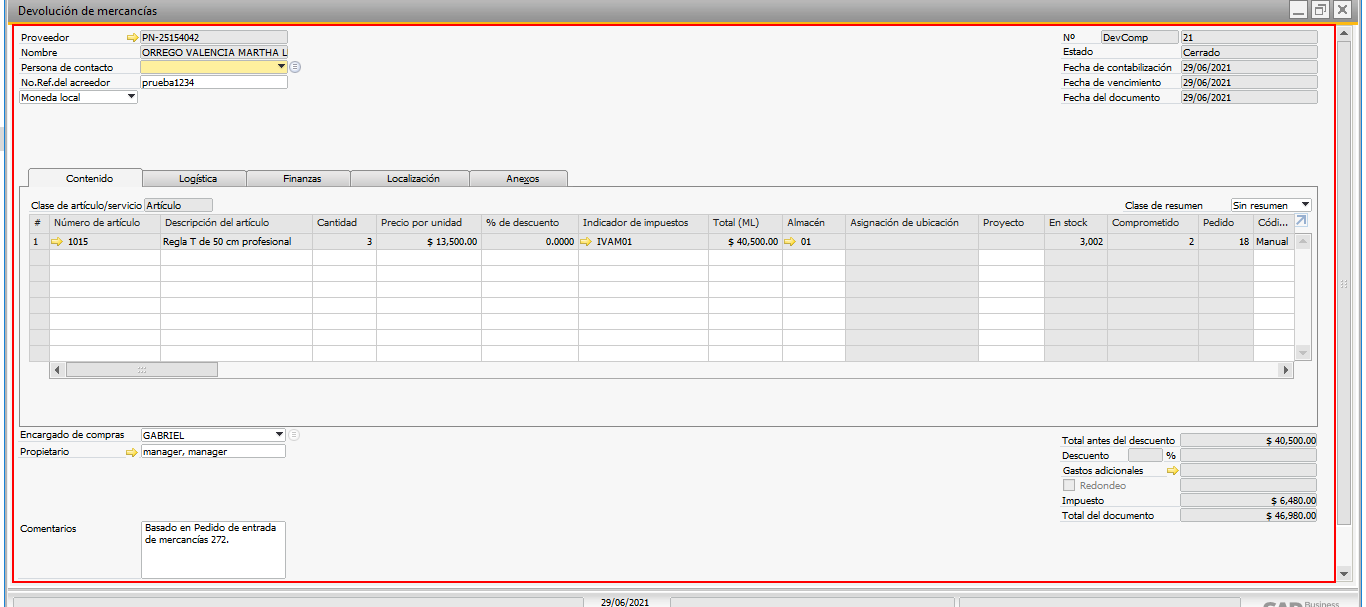 Devolución de mercancías
Proveedor PN-25154042
Nombre ORREGO VALENCIA MARTHA L
Persona de contacto
No.Ref.del acreedor prueba1234
Moneda local
Nº DevComp 21
Estado Cerrado
Fecha de contabilización 29/06/2021
Fecha de vencimiento 29/06/2021
Fecha del documento 29/06/2021
Contenido Logística Finanzas Localización Anexos
Clase de artículo/servicio Artículo Clase de resumen Sin resumen
# Número de artículo Descripción del artículo Cantidad Precio por unidad % de descuento Indicador de impuestos Total (ML) Almacén Asignación de ubicación Proyecto En stock Comprometido Pedido Códi...
1 1015 Regla T de 50 cm profesional 3 $ 13,500.00 0.0000 IVAM01 $ 40,500.00 01 3,002 2 18 Manual
Encargado de compras GABRIEL
Propietario manager, manager
Comentarios Basado en Pedido de entrada
de mercancías 272.
Total antes del descuento $ 40,500.00
Descuento %
Gastos adicionales
Redondeo
Impuesto $ 6,480.00
Total del documento $ 46,980.00
29/06/2021
Business